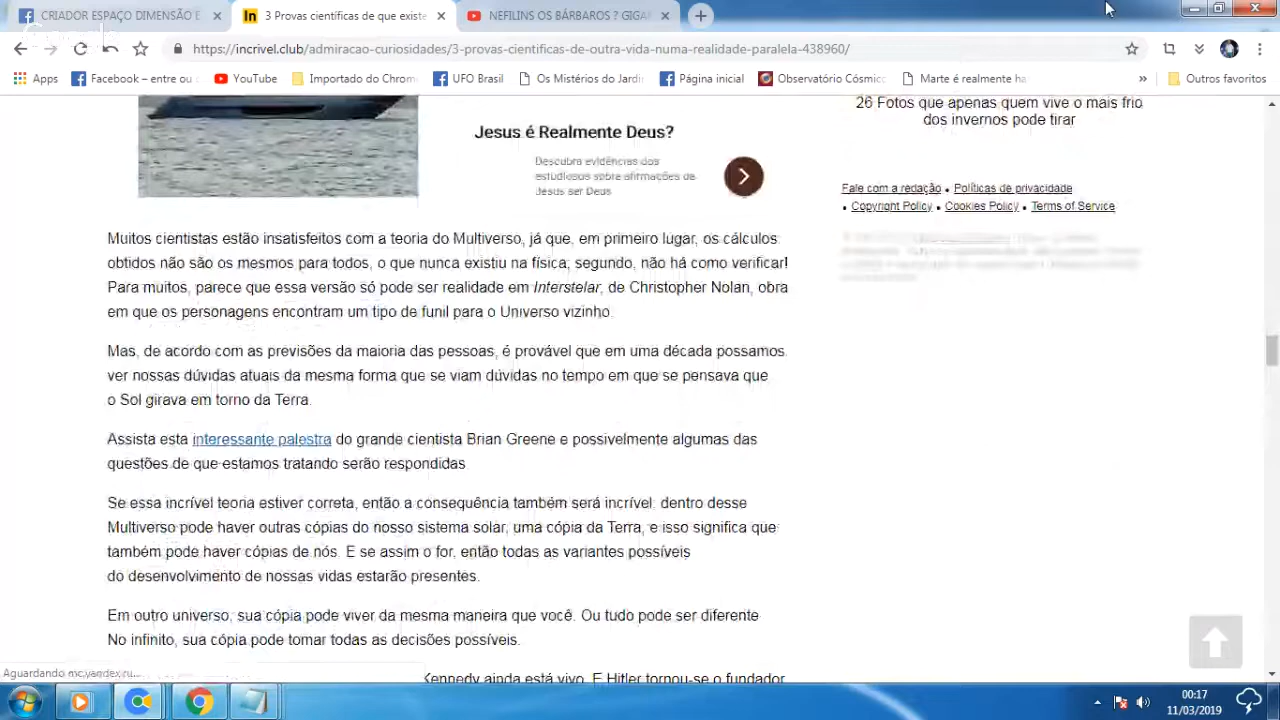 CRIADOR ESPAÇO DIMENSÃO E
3 Provas científicas de que existe
NEFILINS OS BÁRBAROS ? GIGA
https://incrivel.club/admiracao-curiosidades/3-provas-cientificas-de-outra-vida-numa-realidade-paralela-438960/
Apps
Facebook – entre ou c
YouTube
Importado do Chrom
UFO Brasil
Os Mistérios do Jardi
Página inicial
Observatório Cósmic
Marte é realmente ha
»
Outros favoritos
26 Fotos que apenas quem vive o mais frio
dos invernos pode tirar
Jesus é Realmente Deus?
Descubra evidências dos
estudiosos sobre afirmações de
Jesus ser Deus
Fale com a redação • Políticas de privacidade
• Copyright Policy • Cookies Policy • Terms of Service
Muitos cientistas estão insatisfeitos com a teoria do Multiverso, já que, em primeiro lugar, os cálculos
obtidos não são os mesmos para todos, o que nunca existiu na física; segundo, não há como verificar!
Para muitos, parece que essa versão só pode ser realidade em Interstelar, de Christopher Nolan, obra
em que os personagens encontram um tipo de funil para o Universo vizinho.
Mas, de acordo com as previsões da maioria das pessoas, é provável que em uma década possamos
ver nossas dúvidas atuais da mesma forma que se viam dúvidas no tempo em que se pensava que
o Sol girava em torno da Terra.
Assista esta interessante palestra do grande cientista Brian Greene e possivelmente algumas das
questões de que estamos tratando serão respondidas
Se essa incrível teoria estiver correta, então a consequência também será incrível: dentro desse
Multiverso pode haver outras cópias do nosso sistema solar, uma cópia da Terra, e isso significa que
também pode haver cópias de nós. E se assim o for, então todas as variantes possíveis
do desenvolvimento de nossas vidas estarão presentes.
Em outro universo, sua cópia pode viver da mesma maneira que você. Ou tudo pode ser diferente
No infinito, sua cópia pode tomar todas as decisões possíveis.
Kennedy ainda está vivo. E Hitler tornou-se o fundador
Aguardando mc.yandex.ru...
00:17
11/03/2019